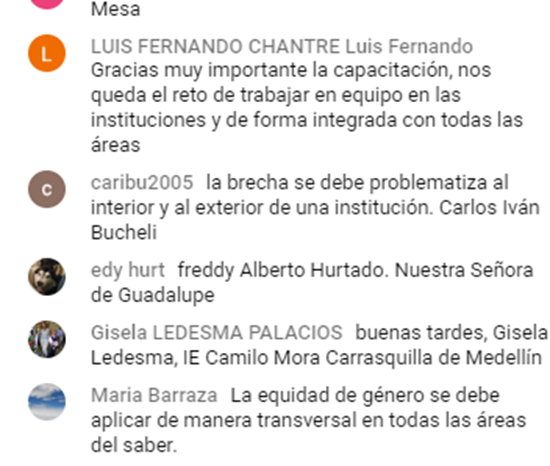 Mesa
L
LUIS FERNANDO CHANTRE Luis Fernando
Gracias muy importante la capacitación, nos
queda el reto de trabajar en equipo en las
instituciones y de forma integrada con todas las
áreas
c
caribu2005 la brecha se debe problematiza al
interior y al exterior de una institución. Carlos Iván
Bucheli
edy hurt freddy Alberto Hurtado. Nuestra Señora
de Guadalupe
Gisela LEDESMA PALACIOS buenas tardes, Gisela
Ledesma, IE Camilo Mora Carrasquilla de Medellín
Maria Barraza La equidad de género se debe
aplicar de manera transversal en todas las áreas
del saber.